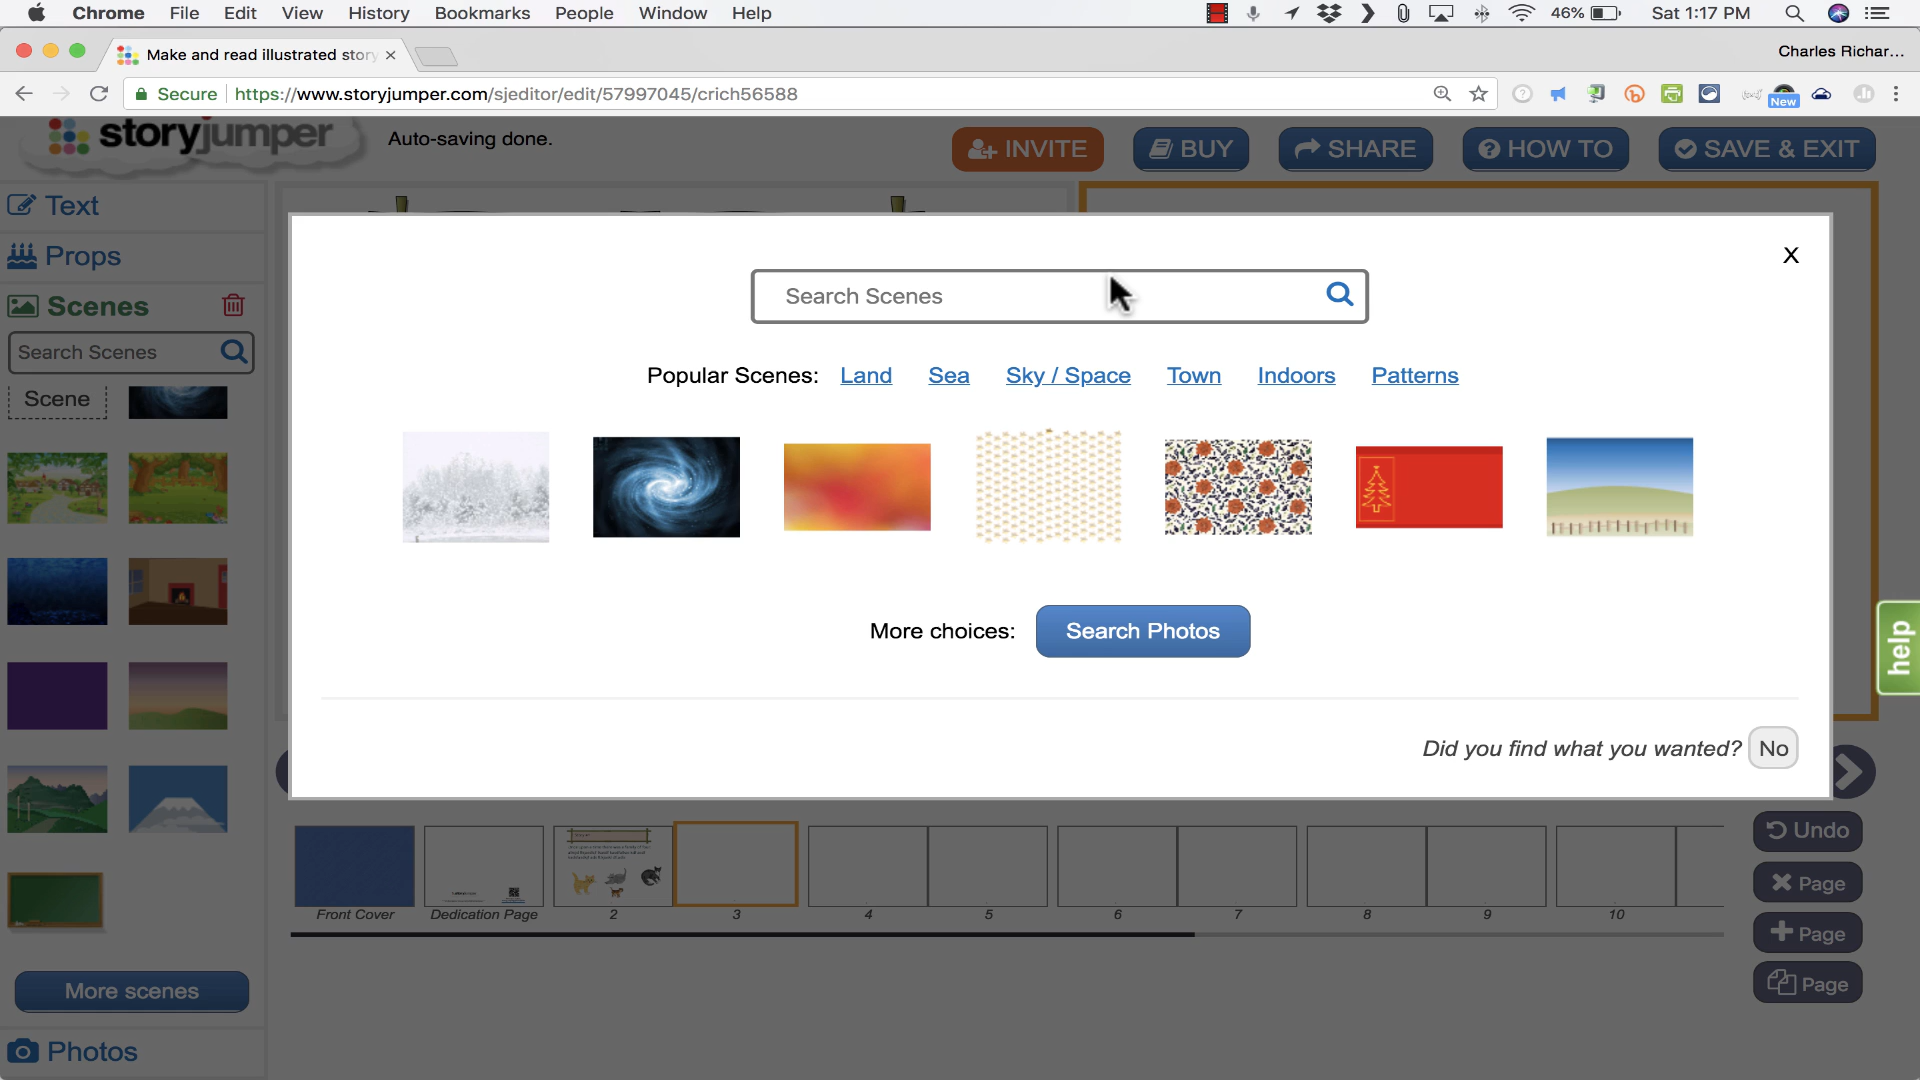 Chrome File Edit View History Bookmarks People Window Help 46% Sat 1:17 PM
Make and read illustrated story Charles Richar...
Secure https://www.storyjumper.com/sjeditor/edit/57997045/crich56588 New
storyjumper Auto-saving done. INVITE BUY SHARE HOW TO SAVE & EXIT
Text
Props
Scenes
Search Scenes
Scene
More scenes
Photos
X
Search Scenes
Popular Scenes: Land Sea Sky / Space Town Indoors Patterns
More choices: Search Photos
Did you find what you wanted? No
help
Front Cover Dedication Page 2 3 4 5 6 7 8 9 10
Undo
Page
Page
Page